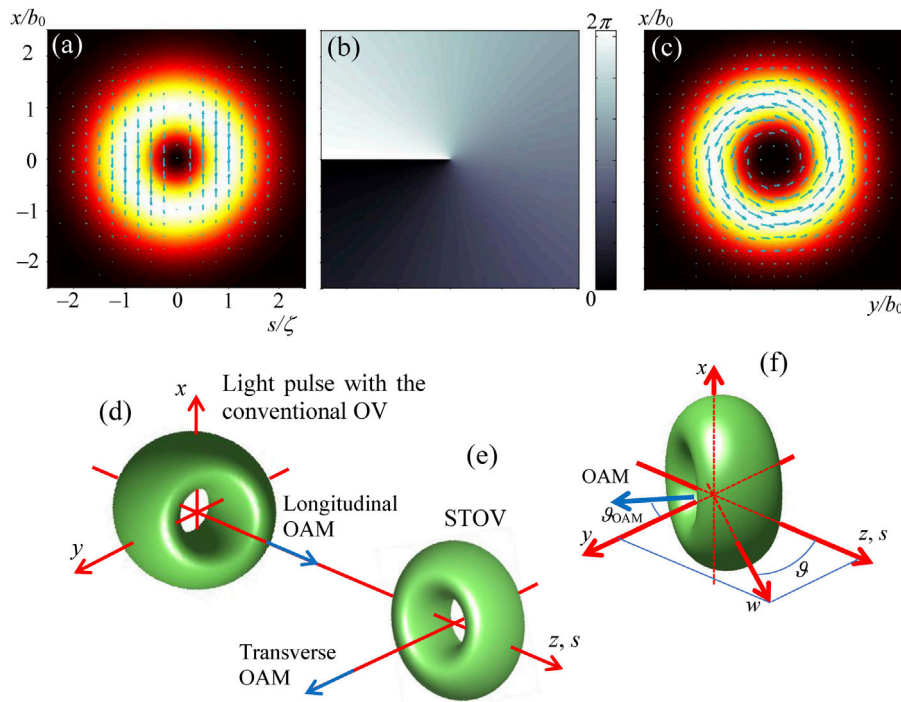 x/b₀
(a)
2
1
0
−1
−2
−2
−1
0
1
2
s/ζ
(b)
2π
0
x/b₀
(c)
y/b₀
(d)
x
Light pulse with the
conventional OV
Longitudinal
OAM
y
(e)
STOV
Transverse
OAM
z, s
(f)
x
OAM
ϑOAM
y
z, s
ϑ
w